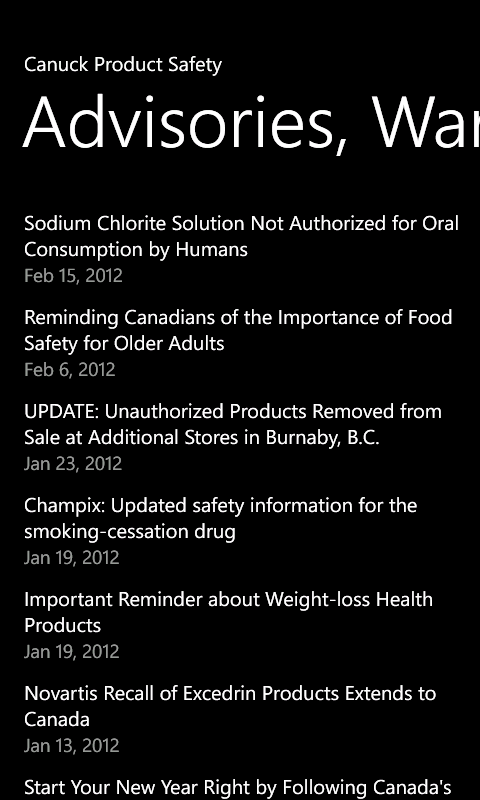 Canuck Product Safety
Advisories, War
Sodium Chlorite Solution Not Authorized for Oral
Consumption by Humans
Feb 15, 2012
Reminding Canadians of the Importance of Food
Safety for Older Adults
Feb 6, 2012
UPDATE: Unauthorized Products Removed from
Sale at Additional Stores in Burnaby, B.C.
Jan 23, 2012
Champix: Updated safety information for the
smoking-cessation drug
Jan 19, 2012
Important Reminder about Weight-loss Health
Products
Jan 19, 2012
Novartis Recall of Excedrin Products Extends to
Canada
Jan 13, 2012
Start Your New Year Right by Following Canada's